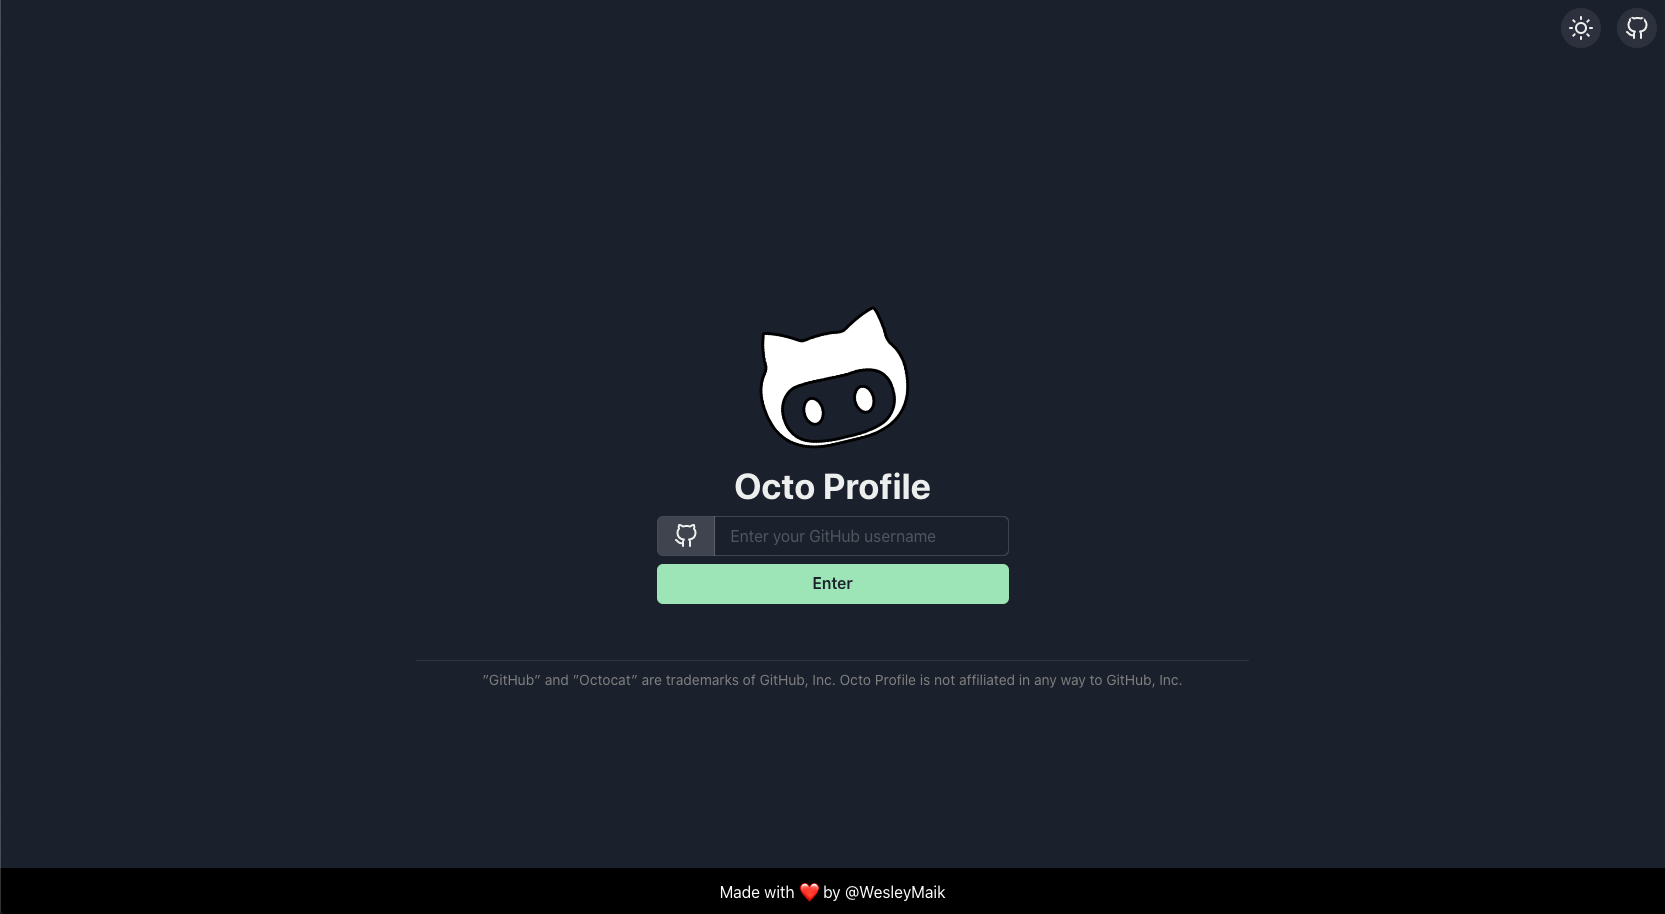 Octo Profile
Enter your GitHub username
Enter
"GitHub" and "Octocat" are trademarks of GitHub, Inc. Octo Profile is not affiliated in any way to GitHub, Inc.
Made with ❤️ by @WesleyMaik